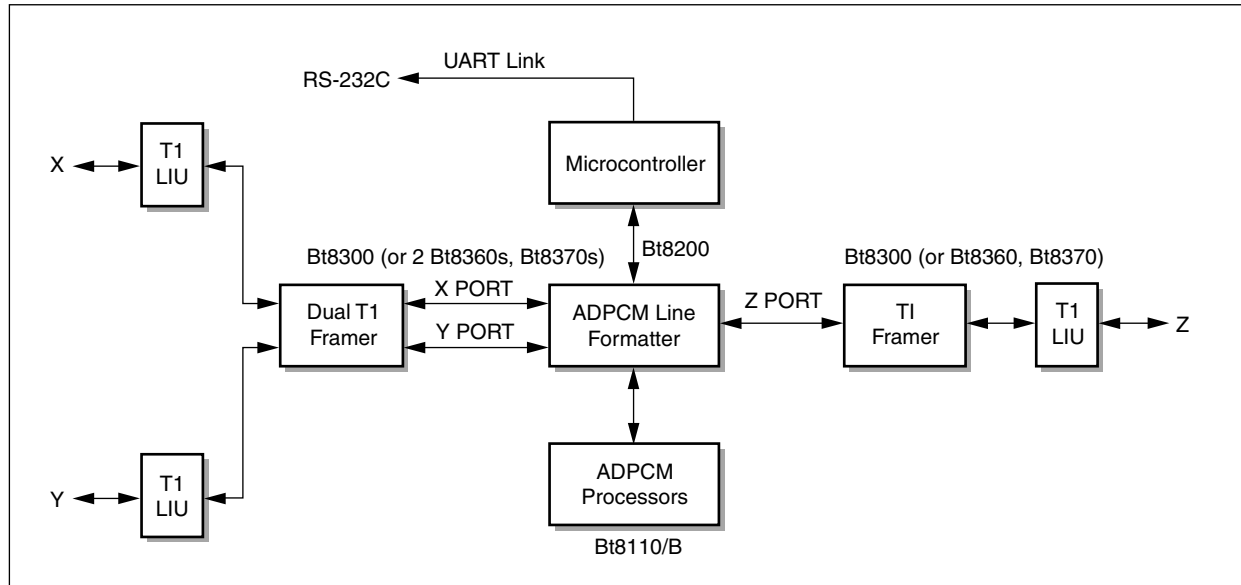 UART Link
RS-232C
T1
LIU
X
Microcontroller
Bt8200
Bt8300 (or 2 Bt8360s, Bt8370s)
Bt8300 (or Bt8360, Bt8370)
X PORT
Dual T1
Framer
Y PORT
ADPCM Line
Formatter
Z PORT
TI
Framer
T1
LIU
Z
T1
LIU
Y
ADPCM
Processors
Bt8110/B